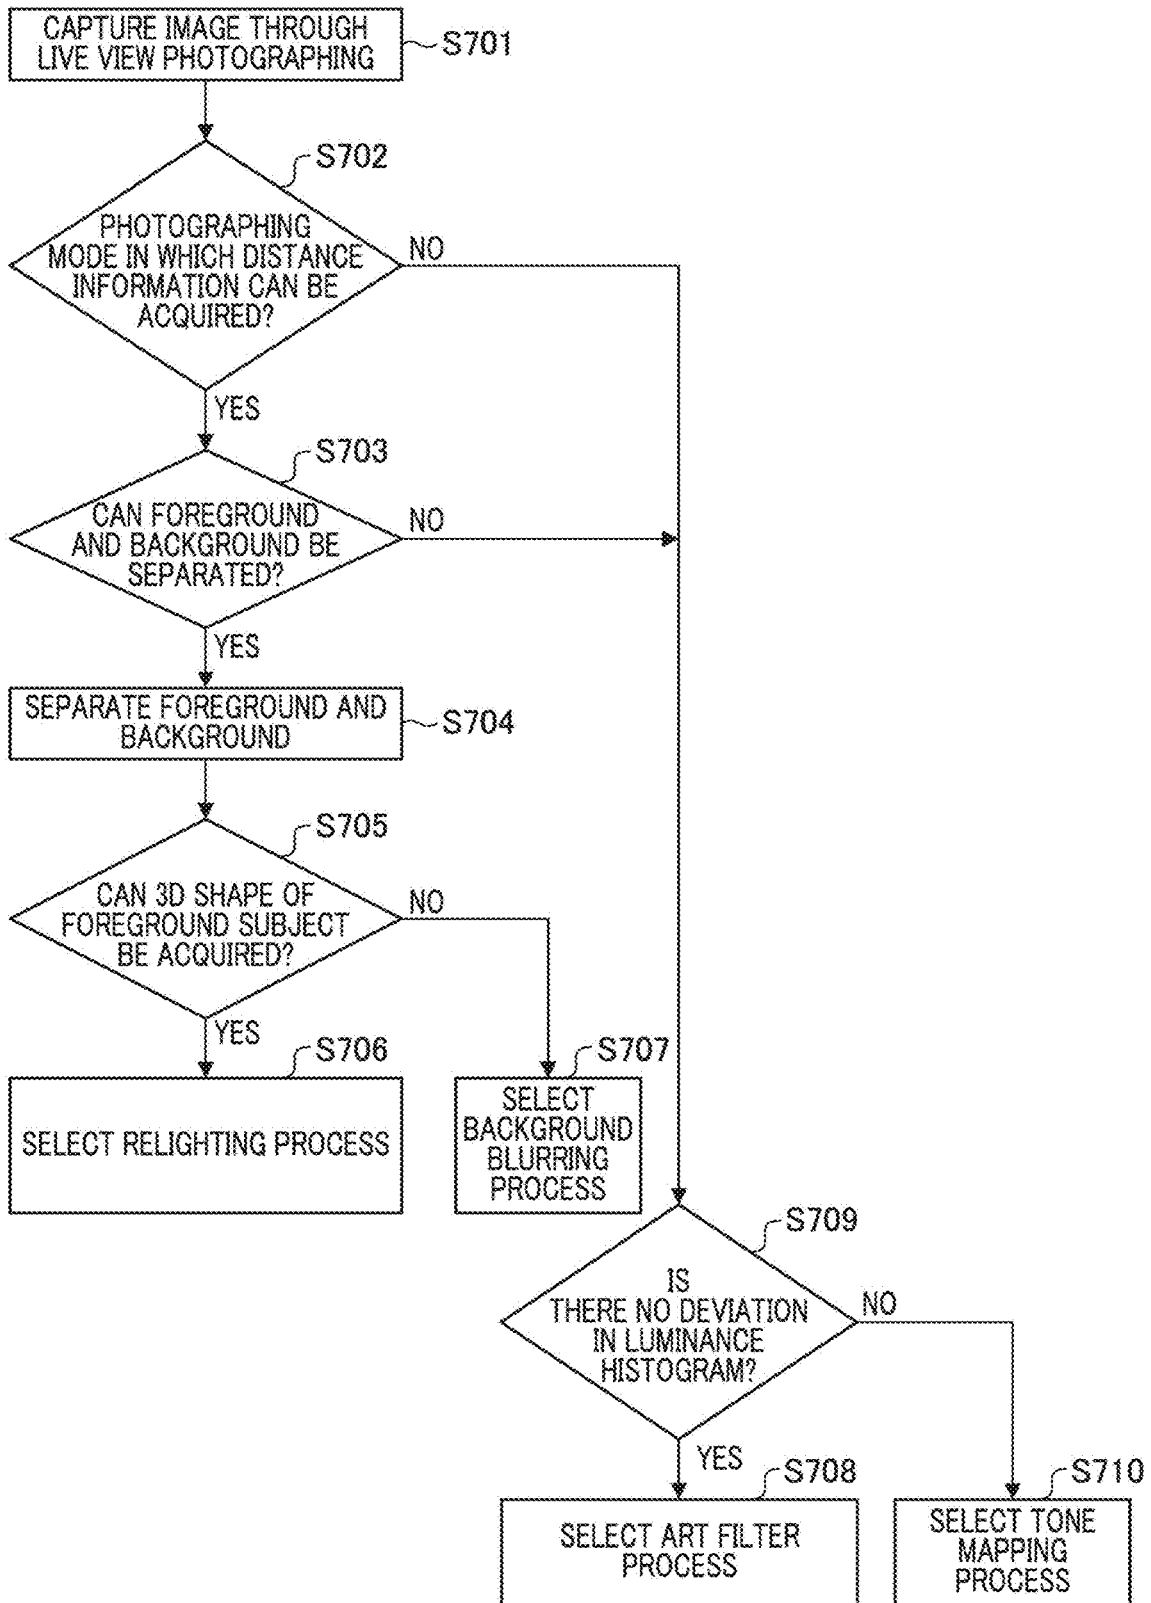 CAPTURE IMAGE THROUGH
LIVE VIEW PHOTOGRAPHING
S701
S702
PHOTOGRAPHING
MODE IN WHICH DISTANCE
INFORMATION CAN BE
ACQUIRED?
NO
YES
S703
CAN FOREGROUND
AND BACKGROUND BE
SEPARATED?
NO
YES
SEPARATE FOREGROUND AND
BACKGROUND
S704
S705
CAN 3D SHAPE OF
FOREGROUND SUBJECT
BE ACQUIRED?
NO
YES
S706
SELECT RELIGHTING PROCESS
S707
SELECT
BACKGROUND
BLURRING
PROCESS
S709
IS
THERE NO DEVIATION
IN LUMINANCE
HISTOGRAM?
NO
YES
S708
SELECT ART FILTER
PROCESS
S710
SELECT TONE
MAPPING
PROCESS